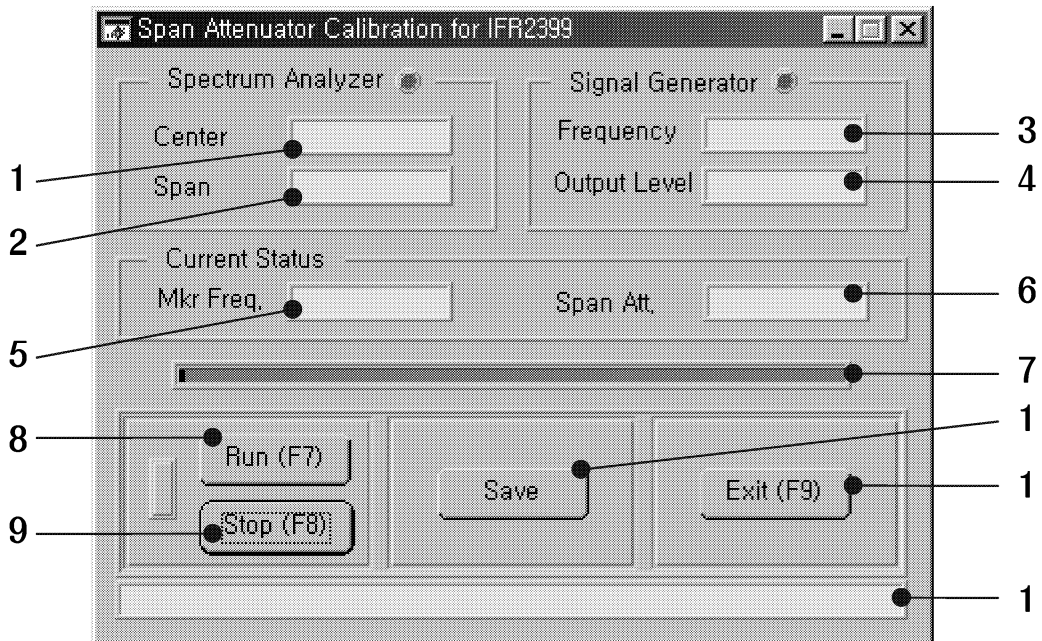 Span Attenuator Calibration for IFR2399
Spectrum Analyzer
Signal Generator
Center
Frequency
3
1
Span
Output Level
4
2
Current Status
Mkr Freq.
Span Att.
6
5
7
1
8
Run (F7)
Save
Exit (F9)
1
9
Stop (F8)
1